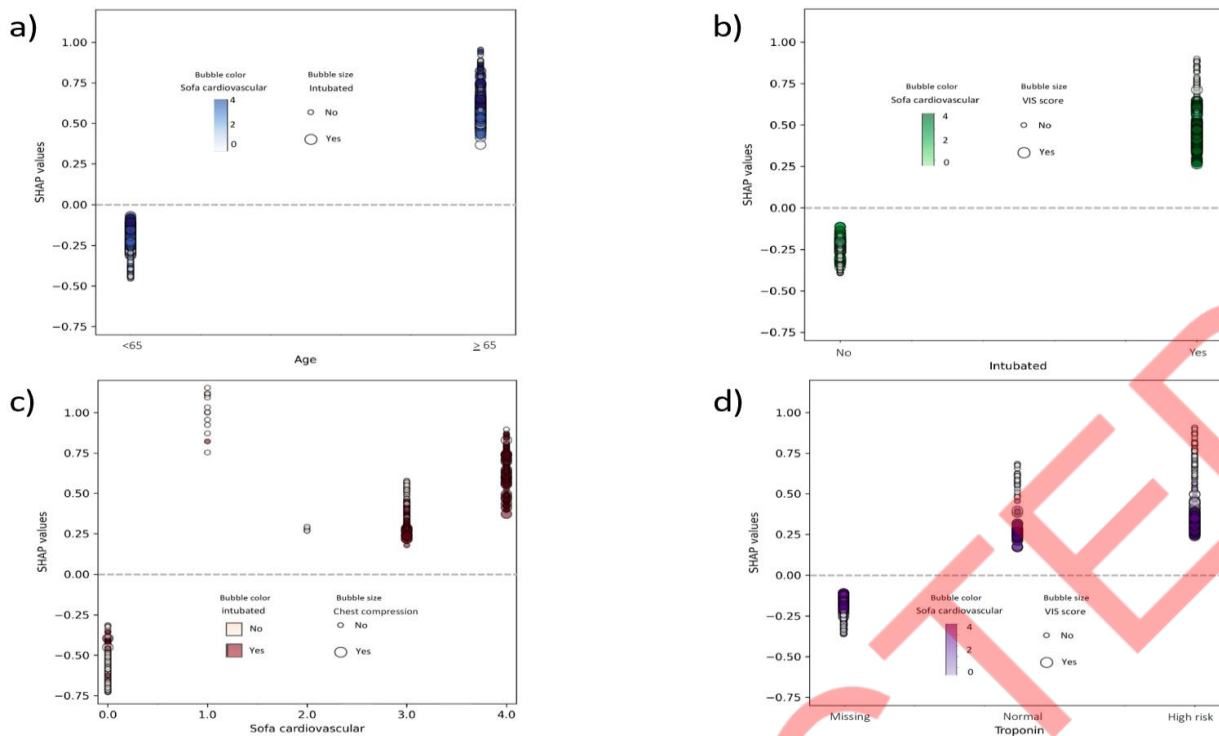 a)
1.00
0.75
0.50
0.25
0.00
−0.25
−0.50
−0.75
SHAP values
Bubble color
Sofa cardiovascular
4
2
0
Bubble size
Intubated
No
Yes
<65
≥ 65
Age
b)
1.00
0.75
0.50
0.25
0.00
−0.25
−0.50
−0.75
SHAP values
Bubble color
Sofa cardiovascular
4
2
0
Bubble size
VIS score
No
Yes
No
Yes
Intubated
c)
1.00
0.75
0.50
0.25
0.00
−0.25
−0.50
−0.75
SHAP values
Bubble color
intubated
No
Yes
Bubble size
Chest compression
No
Yes
0.0
1.0
2.0
3.0
4.0
Sofa cardiovascular
d)
1.00
0.75
0.50
0.25
0.00
−0.25
−0.50
−0.75
SHAP values
Bubble color
Sofa cardiovascular
4
2
0
Bubble size
VIS score
No
Yes
Missing
Normal
High risk
Troponin